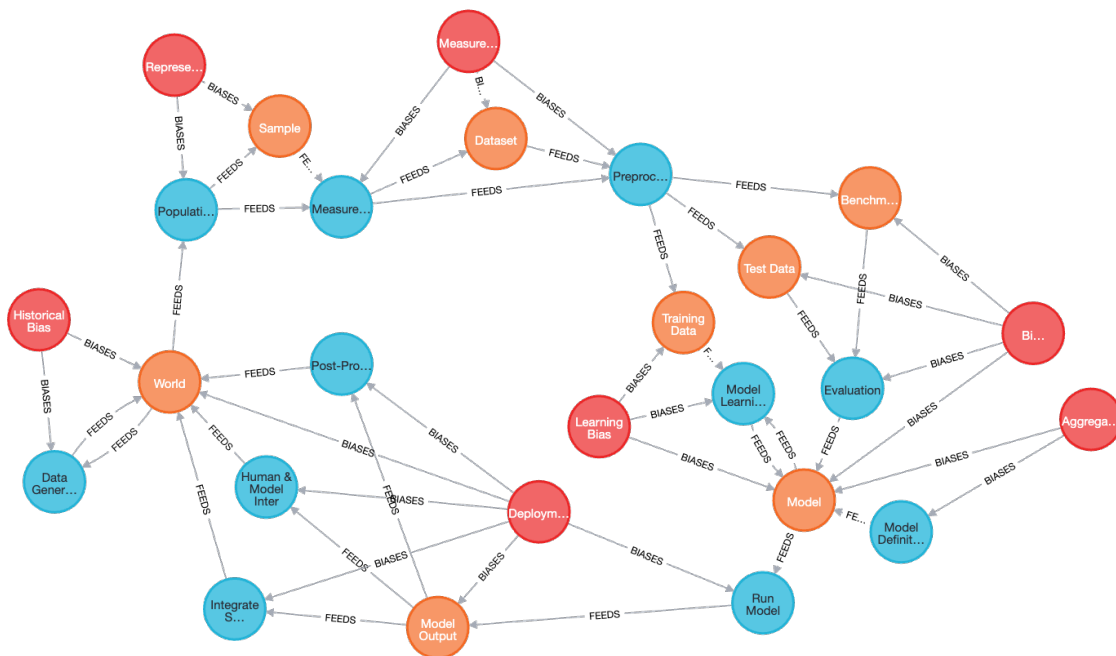 Represe...
Measure...
BIASES
BI...
BIASES
BIASES
BIASES
Sample
Dataset
FE...
FEEDS
FEEDS
FEEDS
Preproc...
FEEDS
FEEDS
Populati...
FEEDS
Measure...
FEEDS
Benchm...
FEEDS
FEEDS
Test Data
BIASES
FEEDS
BIASES
FEEDS
Historical
Bias
Training
Data
FEEDS
Bi...
BIASES
World
FEEDS
Post-Pro...
F...
BIASES
BIASES
Model
Learni...
Evaluation
BIASES
BIASES
BIASES
Learning
Bias
Aggrega...
FEEDS
FEEDS
FEEDS
BIASES
BIASES
BIASES
FEEDS
FEEDS
FEEDS
BIASES
BIASES
Data
Gener...
Human &
Model
Inter
BIASES
FEEDS
Deploym...
Model
FE...
Model
Definit...
FEEDS
FEEDS
BIASES
BIASES
BIASES
FEEDS
Integrate
S...
FEEDS
Model
Output
FEEDS
Run
Model